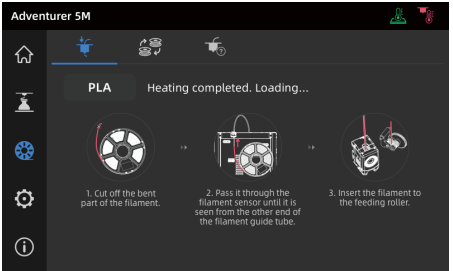 Adventurer 5M
PLA
Heating completed. Loading...
1. Cut off the bent
part of the filament.
2. Pass it through the
filament sensor until it is
seen from the other end of
the filament guide tube.
3. Insert the filament to
the feeding roller.